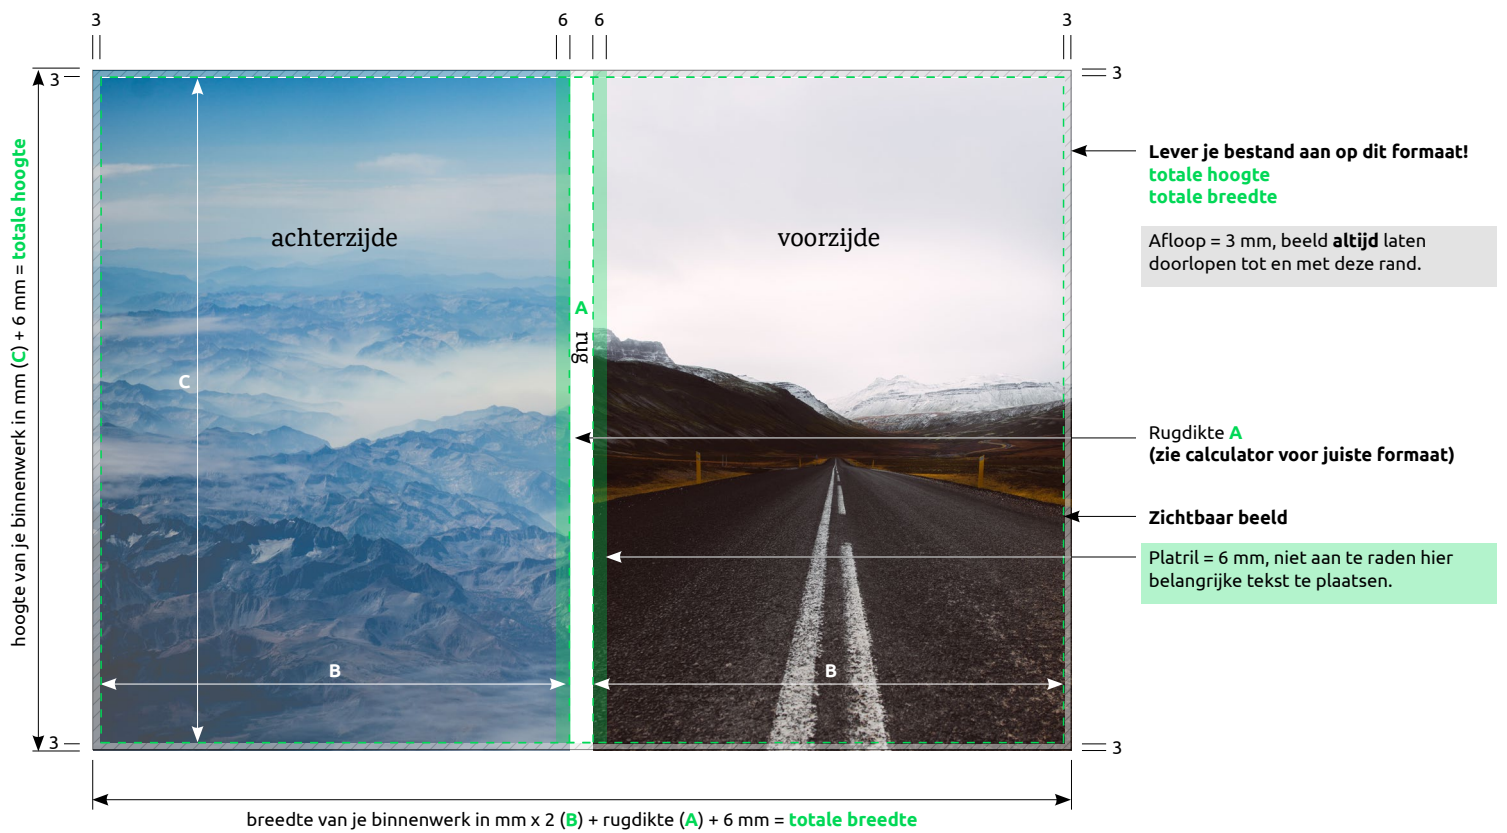 3
6
6
3
3
3
hoogte van je binnenwerk in mm (C) + 6 mm = totale hoogte
achterzijde
voorzijde
A
rug
C
B
B
Lever je bestand aan op dit formaat!
totale hoogte
totale breedte
Afloop = 3 mm, beeld altijd laten
doorlopen tot en met deze rand.
Rugdikte A
(zie calculator voor juiste formaat)
Zichtbaar beeld
Platril = 6 mm, niet aan te raden hier
belangrijke tekst te plaatsen.
3
3
breedte van je binnenwerk in mm x 2 (B) + rugdikte (A) + 6 mm = totale breedte